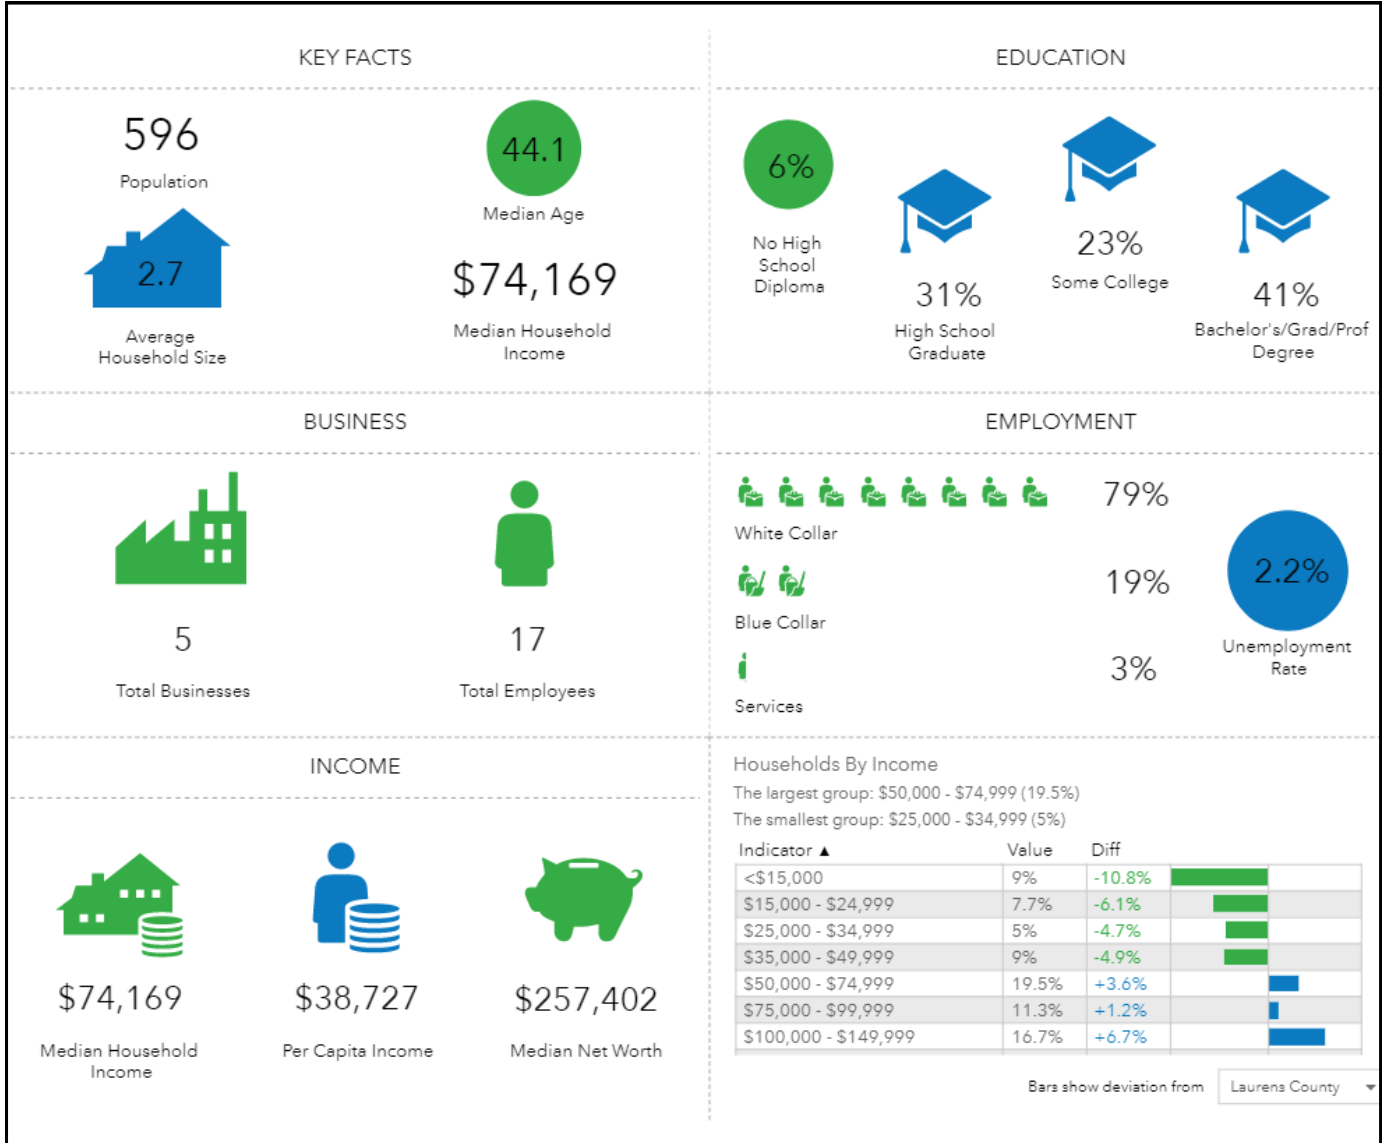 KEY FACTS
596
Population
44.1
Median Age
2.7
Average
Household Size
$74,169
Median Household
Income
EDUCATION
6%
No High
School
Diploma
31%
High School
Graduate
23%
Some College
41%
Bachelor's/Grad/Prof
Degree
BUSINESS
5
Total Businesses
17
Total Employees
EMPLOYMENT
79%
White Collar
19%
Blue Collar
3%
Services
2.2%
Unemployment
Rate
INCOME
$74,169
Median Household
Income
$38,727
Per Capita Income
$257,402
Median Net Worth
Households By Income
The largest group: $50,000 - $74,999 (19.5%)
The smallest group: $25,000 - $34,999 (5%)
Indicator ▲ Value Diff
<$15,000 9% -10.8%
$15,000 - $24,999 7.7% -6.1%
$25,000 - $34,999 5% -4.7%
$35,000 - $49,999 9% -4.9%
$50,000 - $74,999 19.5% +3.6%
$75,000 - $99,999 11.3% +1.2%
$100,000 - $149,999 16.7% +6.7%
Bars show deviation from Laurens County